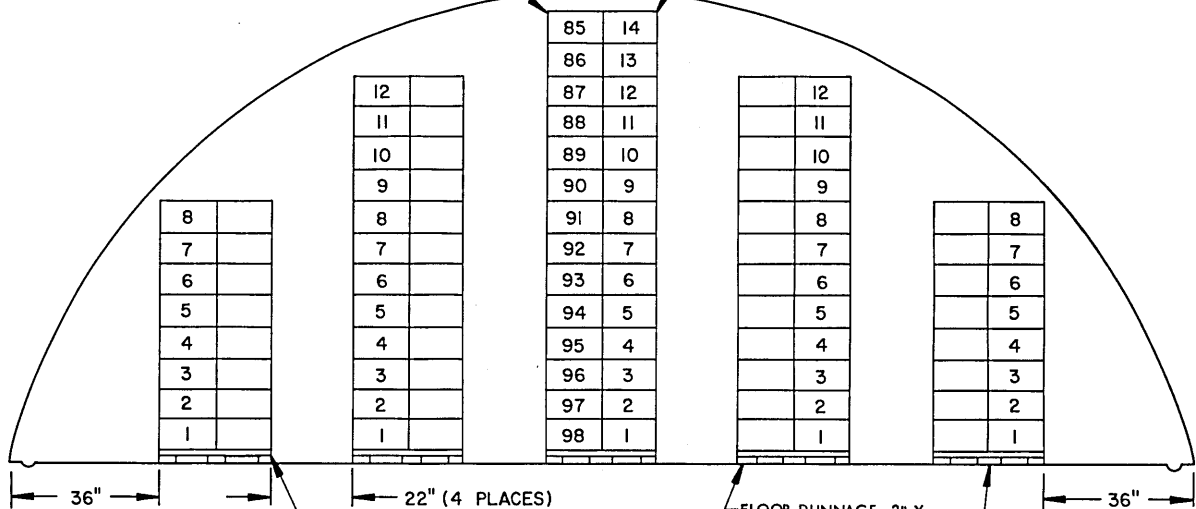 85 14
86 13
12 87 12 12
11 88 11 11
10 89 10 10
9 90 9 9
8 8 91 8 8 8
7 7 92 7 7 7
6 6 93 6 6 6
5 5 94 5 5 5
4 4 95 4 4 4
3 3 96 3 3 3
2 2 97 2 2 2
1 1 98 1 1 1
36" 22" (4 PLACES) 36"
FLOOR DUNNAGE, 2" X